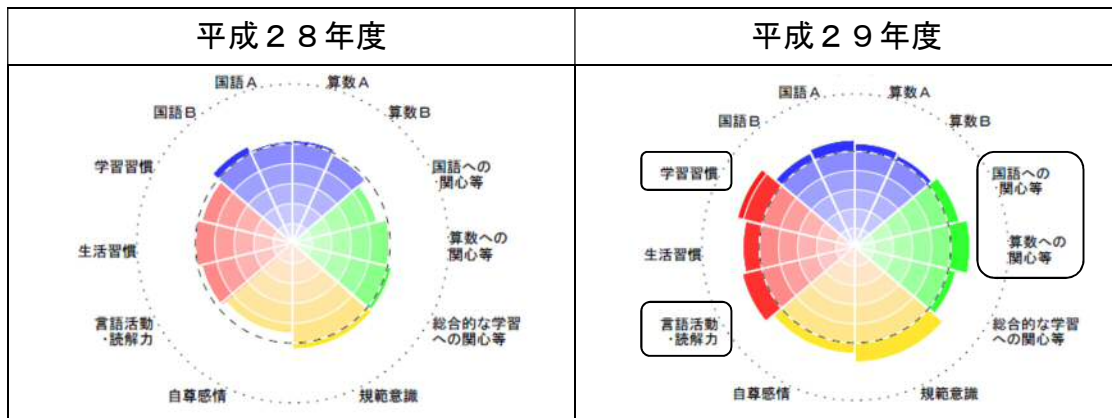 平成２８年度
国語A
算数A
国語B
算数B
学習習慣
国語への
関心等
生活習慣
算数への
関心等
言語活動
・読解力
総合的な学習
への関心等
自尊感情
規範意識
平成２９年度
国語A
算数A
国語B
算数B
学習習慣
国語への
関心等
生活習慣
算数への
関心等
言語活動
・読解力
総合的な学習
への関心等
自尊感情
規範意識